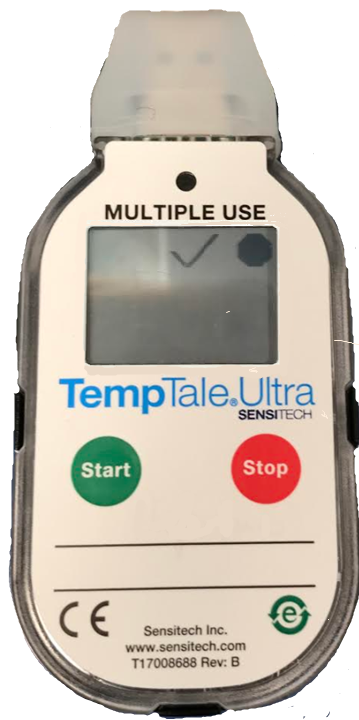 MULTIPLE USE
TempTale®Ultra
SENSITECH
Start Stop
CE
Sensitech Inc.
e
www.sensitech.com
T17008688 Rev: B